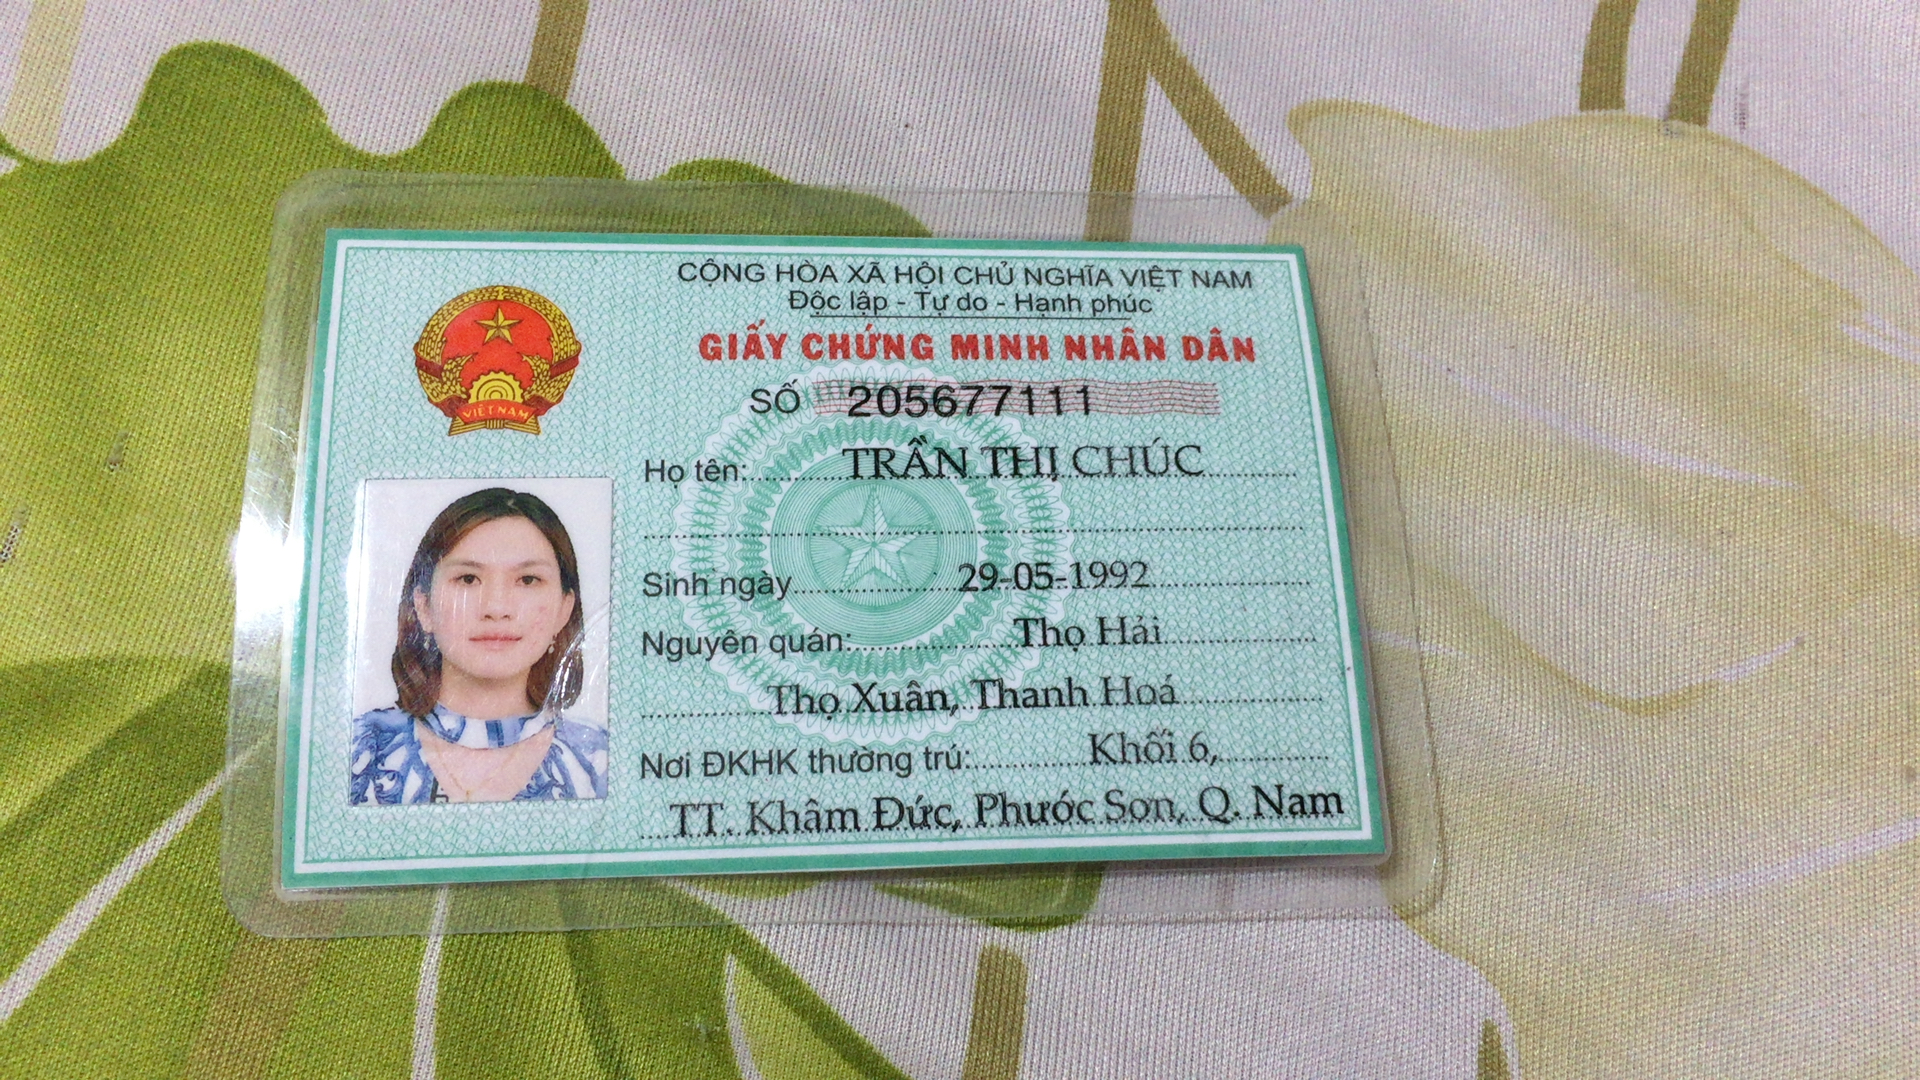 CỘNG HÒA XÃ HỘI CHỦ NGHĨA VIỆT NAM
Độc lập - Tự do - Hạnh phúc
GIẤY CHỨNG MINH NHÂN DÂN
SỐ 205677111
VIỆT NAM
Họ tên: TRẦN THỊ CHÚC
Sinh ngày 29-05-1992
Nguyên quán: Thọ Hải
Thọ Xuân, Thanh Hoá
Nơi ĐKHK thường trú: Khối 6,
TT. Khâm Đức, Phước Sơn, Q. Nam